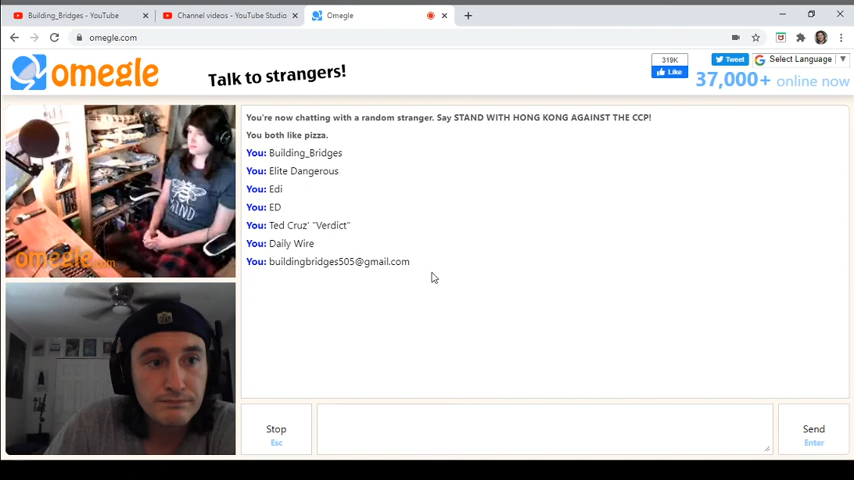 Building_Bridges - YouTube
Channel videos - YouTube Studio
Omegle
omegle.com
omegle
Talk to strangers!
319K
Like
Tweet
Select Language
37,000+ online now
You're now chatting with a random stranger. Say STAND WITH HONG KONG AGAINST THE CCP!
You both like pizza.
You: Building_Bridges
You: Elite Dangerous
You: Edi
You: ED
You: Ted Cruz' "Verdict"
You: Daily Wire
You: buildingbridges505@gmail.com
BEE
KIND
omegle.com
Stop
Esc
Send
Enter